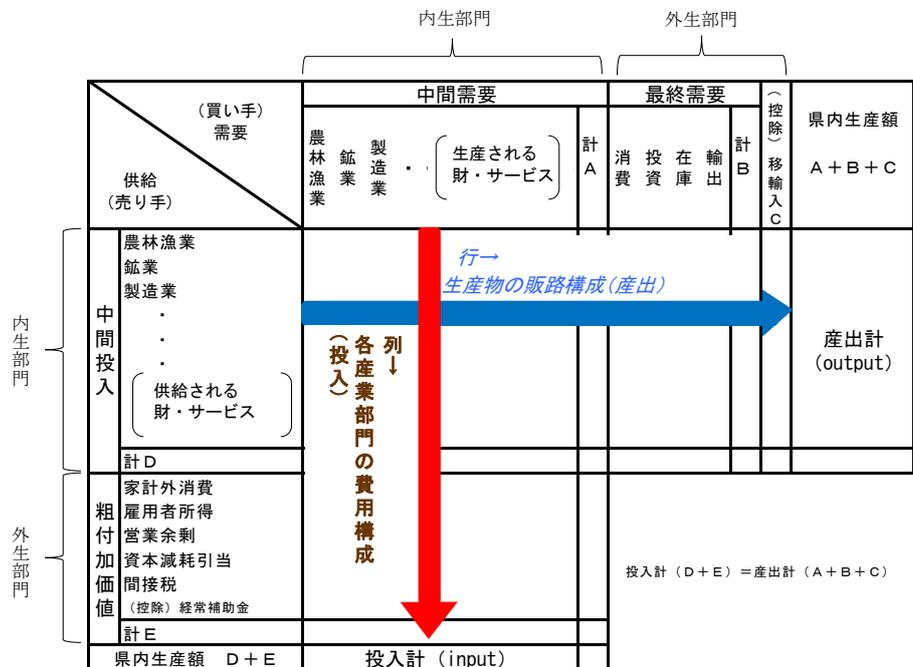 内生部門
外生部門
(買い手)
需要
供給
(売り手)
中間需要
農林漁業
鉱業
製造業
・
・
生産される
財・サービス
計A
最終需要
消費
投資
在庫
輸出
計B
(控除)移輸入C
県内生産額
A+B+C
内生部門
中間投入
農林漁業
鉱業
製造業
・
・
・
供給される
財・サービス
計D
行→
生産物の販路構成(産出)
列→
各産業部門の費用構成
(投入)
産出計
(output)
外生部門
粗付加価値
家計外消費
雇用者所得
営業余剰
資本減耗引当
間接税
(控除)経常補助金
計E
投入計(D+E)=産出計(A+B+C)
県内生産額 D+E
投入計(input)